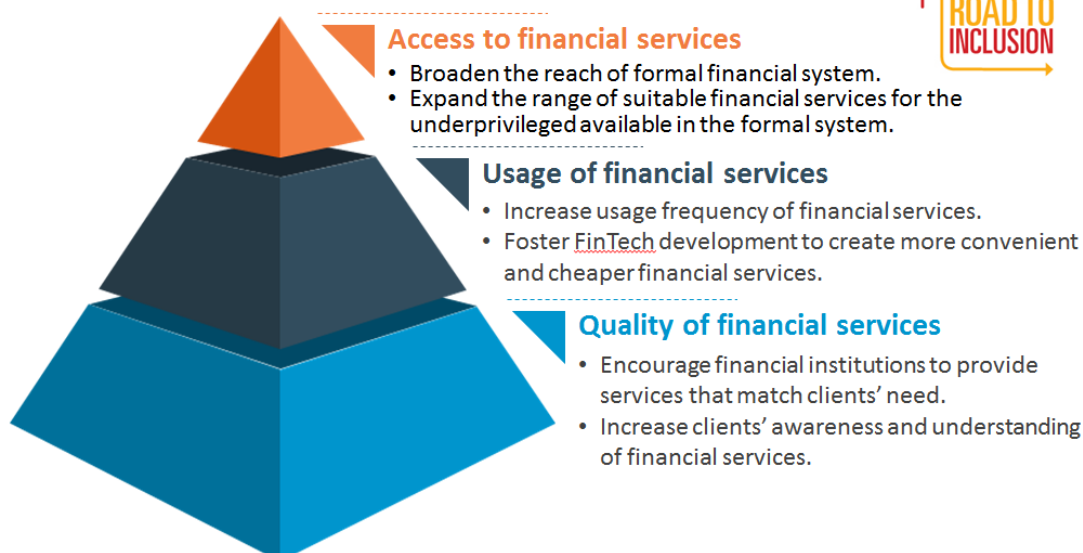 ROAD TO
INCLUSION
Access to financial services
• Broaden the reach of formal financial system.
• Expand the range of suitable financial services for the
underprivileged available in the formal system.
Usage of financial services
• Increase usage frequency of financial services.
• Foster FinTech development to create more convenient
and cheaper financial services.
Quality of financial services
• Encourage financial institutions to provide
services that match clients’ need.
• Increase clients’ awareness and understanding
of financial services.